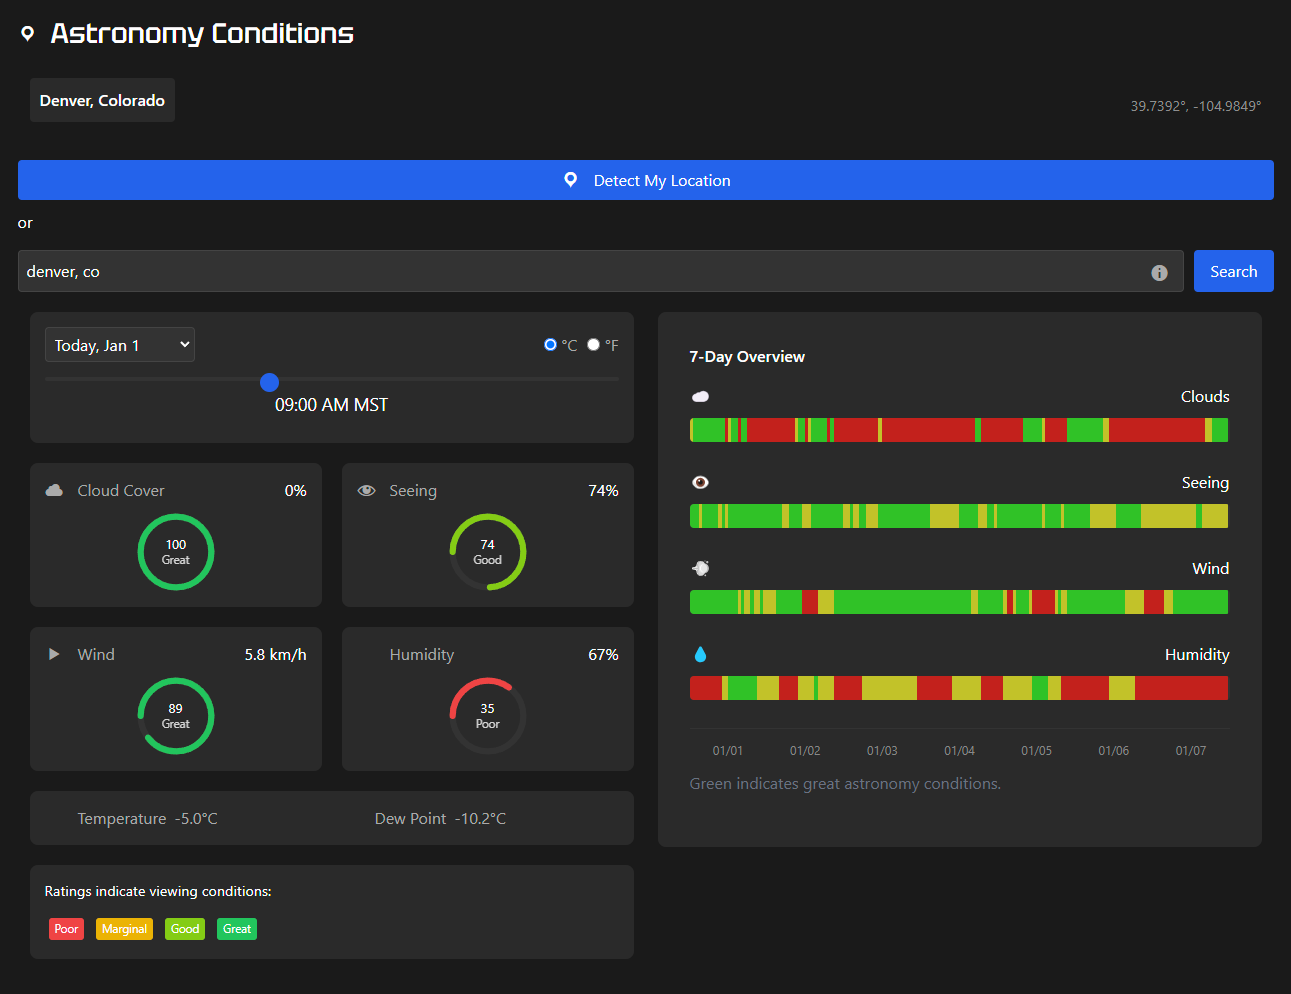 Astronomy Conditions
Denver, Colorado
39.7392°, -104.9849°
Detect My Location
or
denver, co
Search
Today, Jan 1
°C °F
09:00 AM MST
Cloud Cover 0%
100
Great
Seeing 74%
74
Good
Wind 5.8 km/h
89
Great
Humidity 67%
35
Poor
Temperature -5.0°C
Dew Point -10.2°C
Ratings indicate viewing conditions:
Poor Marginal Good Great
7-Day Overview
Clouds
Seeing
Wind
Humidity
01/01 01/02 01/03 01/04 01/05 01/06 01/07
Green indicates great astronomy conditions.